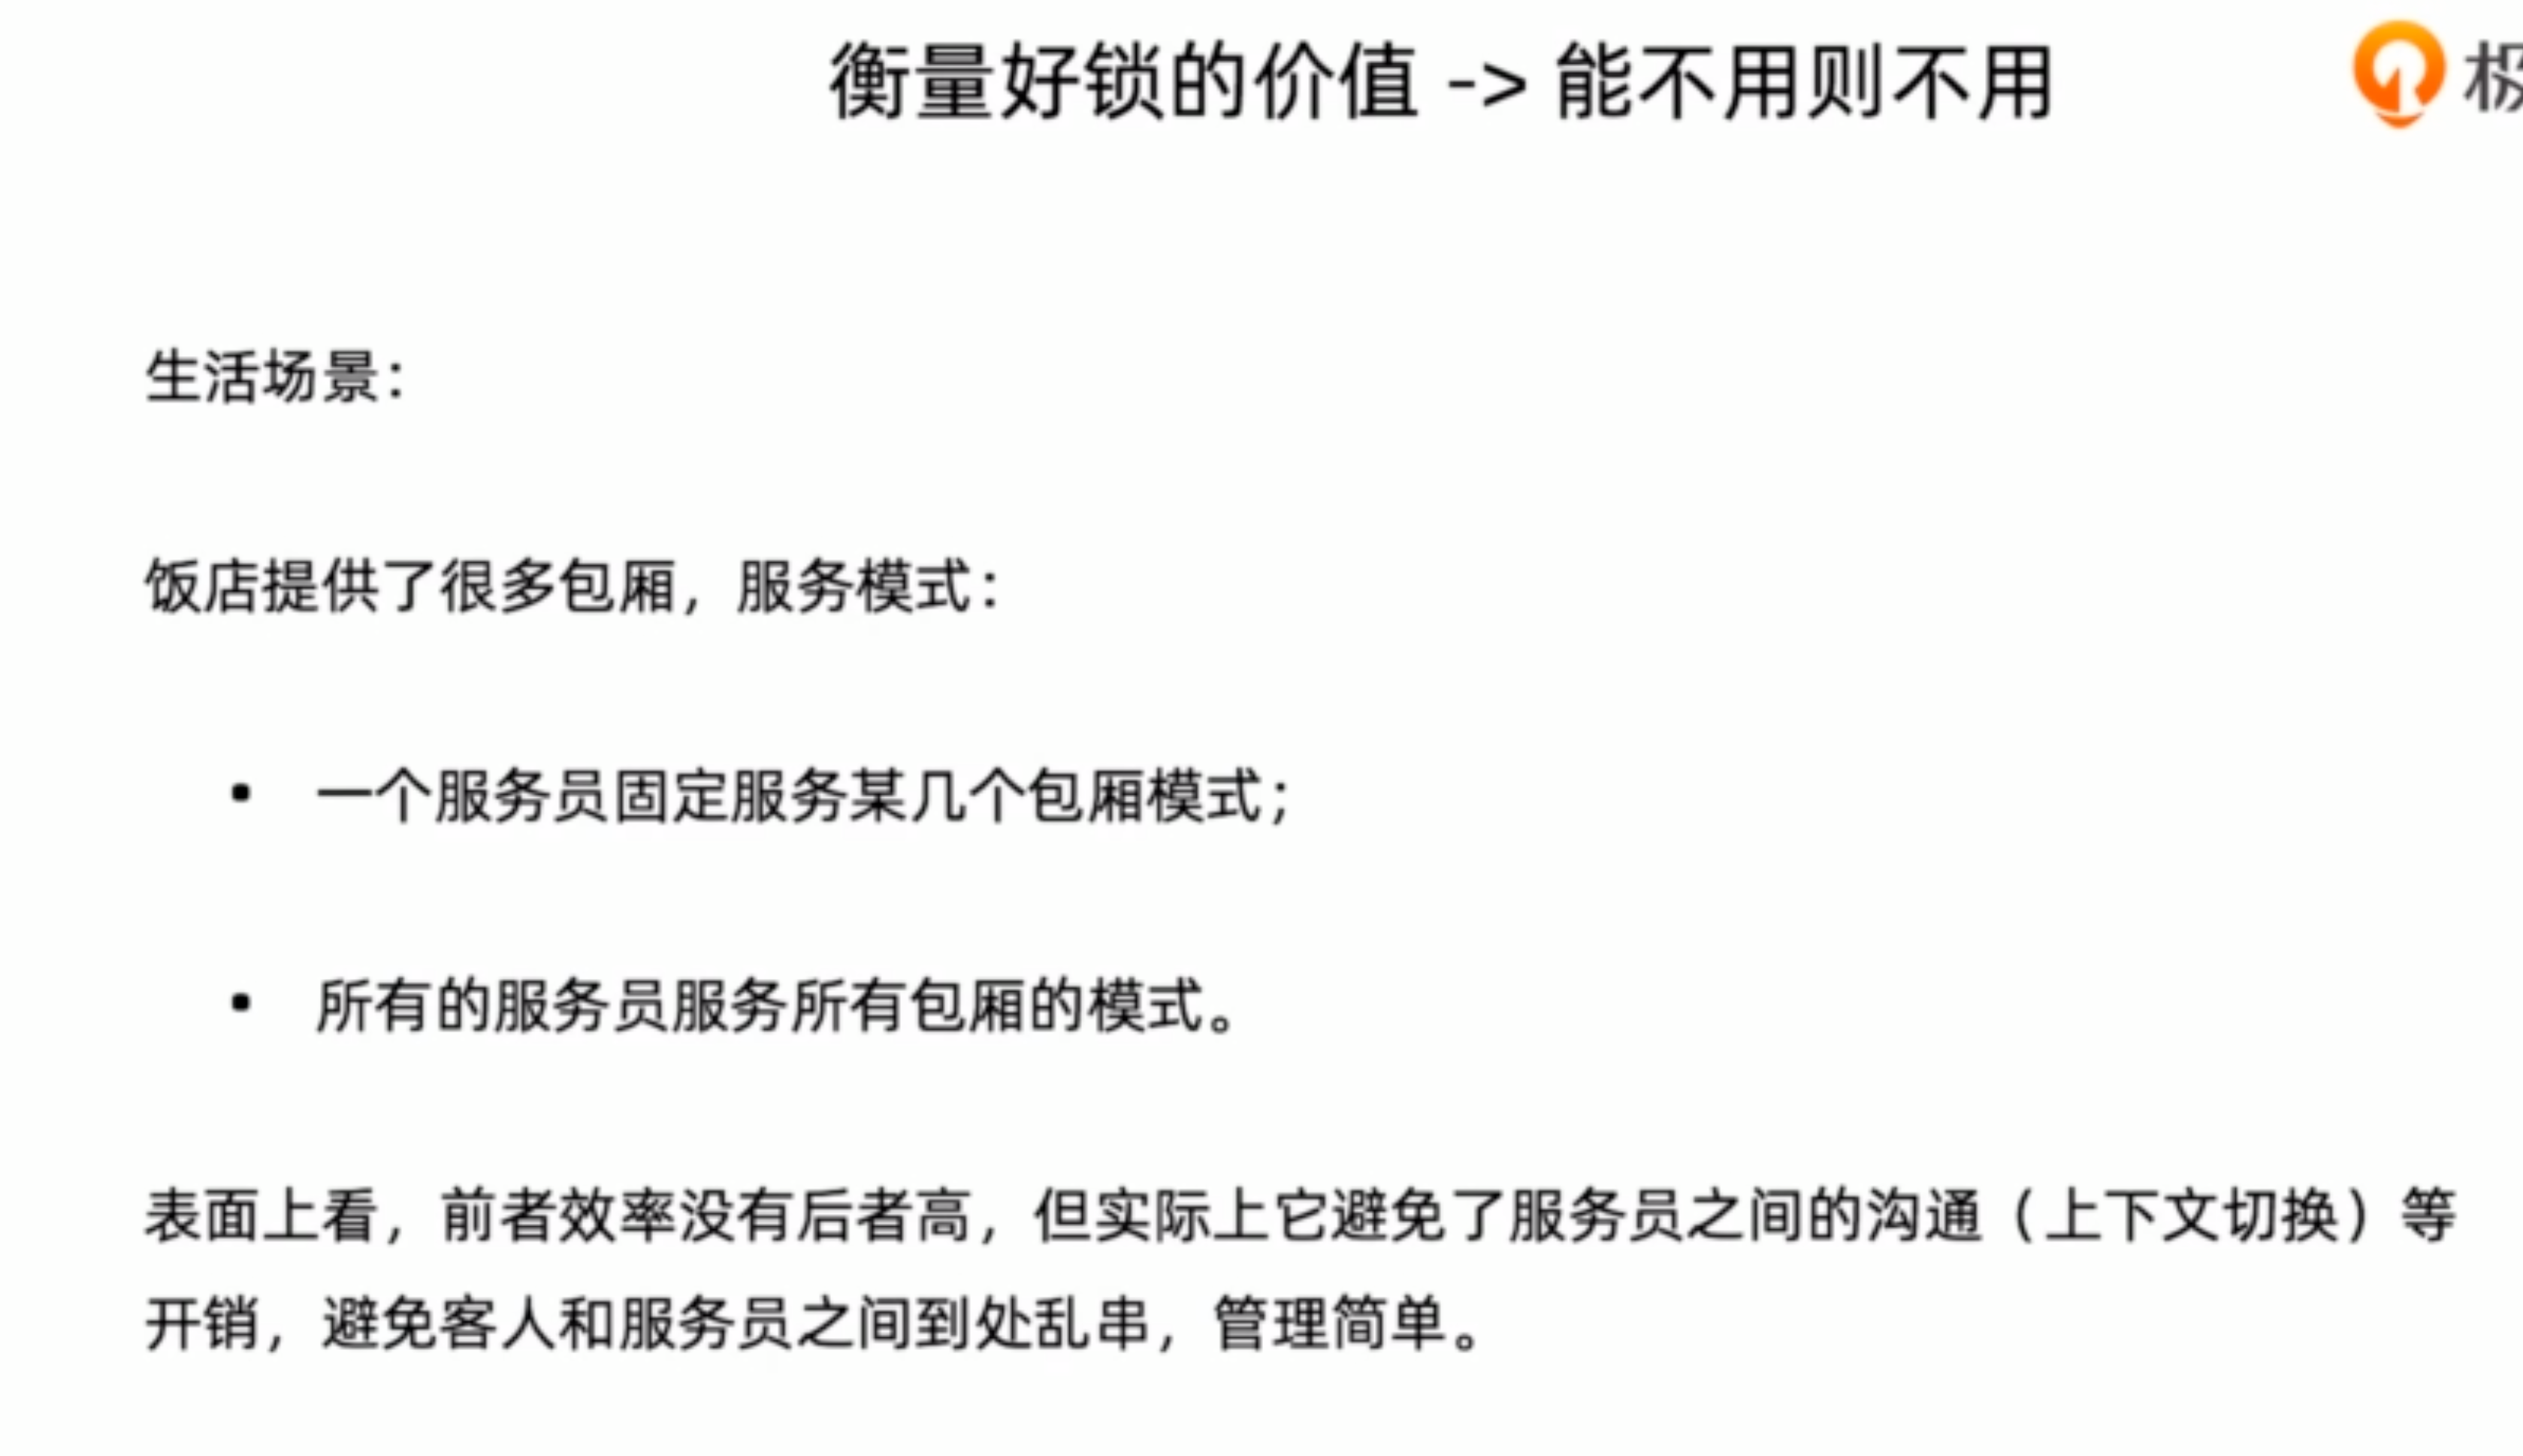 衡量好锁的价值 -> 能不用则不用
极
生活场景：
饭店提供了很多包厢，服务模式：
• 一个服务员固定服务某几个包厢模式；
• 所有的服务员服务所有包厢的模式。
表面上看，前者效率没有后者高，但实际上它避免了服务员之间的沟通（上下文切换）等
开销，避免客人和服务员之间到处乱串，管理简单。